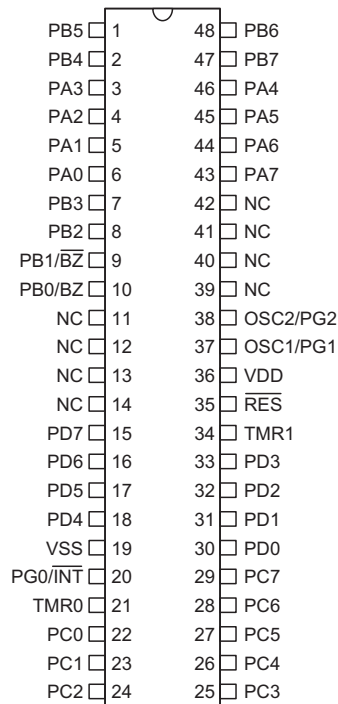 PB5 1 48 PB6
PB4 2 47 PB7
PA3 3 46 PA4
PA2 4 45 PA5
PA1 5 44 PA6
PA0 6 43 PA7
PB3 7 42 NC
PB2 8 41 NC
PB1/B̅Z̅ 9 40 NC
PB0/BZ 10 39 NC
NC 11 38 OSC2/PG2
NC 12 37 OSC1/PG1
NC 13 36 VDD
NC 14 35 R̅E̅S̅
PD7 15 34 TMR1
PD6 16 33 PD3
PD5 17 32 PD2
PD4 18 31 PD1
VSS 19 30 PD0
PG0/I̅N̅T̅ 20 29 PC7
TMR0 21 28 PC6
PC0 22 27 PC5
PC1 23 26 PC4
PC2 24 25 PC3